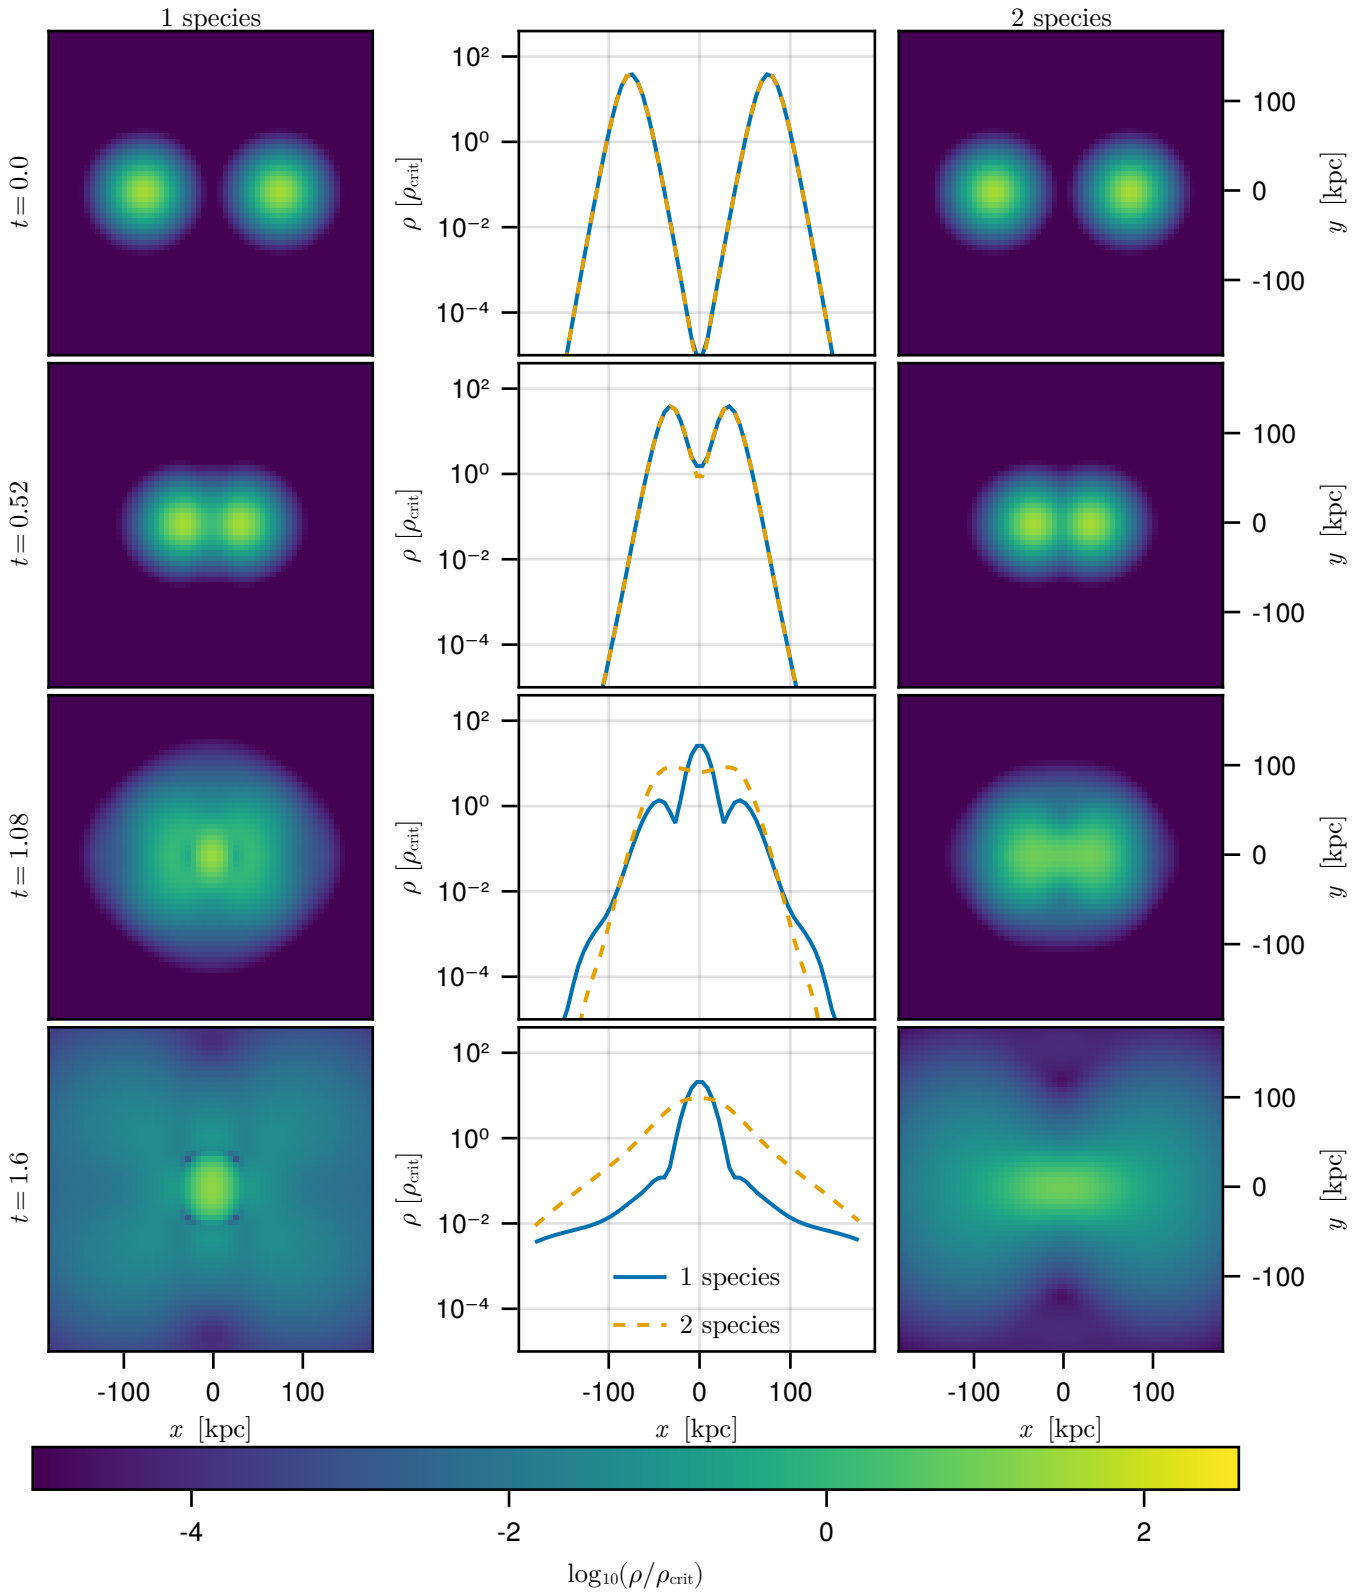 1 species
2 species
t = 0.0
ρ [ρcrit]
10²
10⁰
10⁻²
10⁻⁴
100
0
-100
y [kpc]
t = 0.52
ρ [ρcrit]
10²
10⁰
10⁻²
10⁻⁴
100
0
-100
y [kpc]
t = 1.08
ρ [ρcrit]
10²
10⁰
10⁻²
10⁻⁴
100
0
-100
y [kpc]
t = 1.6
ρ [ρcrit]
10²
10⁰
10⁻²
10⁻⁴
1 species
2 species
100
0
-100
y [kpc]
-100 0 100
-100 0 100
-100 0 100
x [kpc]
x [kpc]
x [kpc]
-4 -2 0 2
log₁₀(ρ/ρcrit)